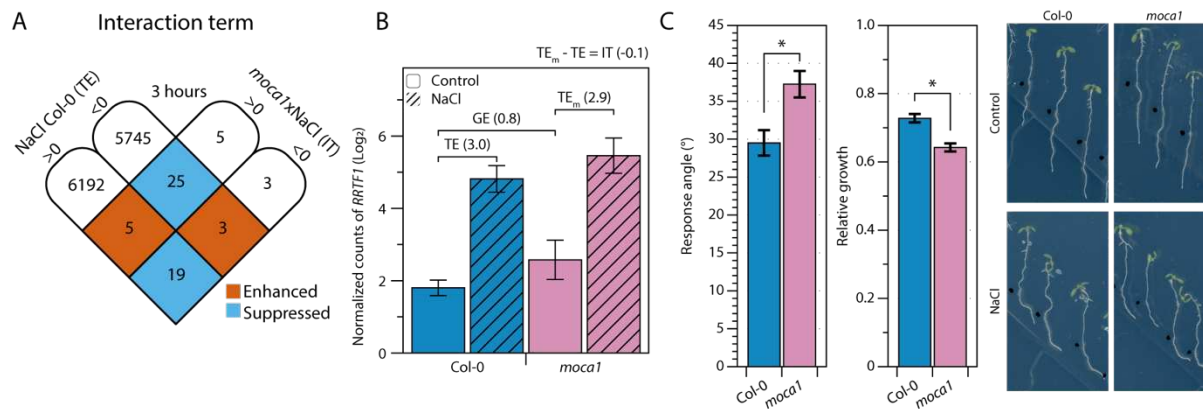 A
Interaction term
3 hours
NaCl Col-0 (TE)
<0
>0
moca1xNaCl (IT)
>0
<0
6192
5745
5
3
25
5
3
19
Enhanced
Suppressed
B
TEm - TE = IT (-0.1)
Control
NaCl
TEm (2.9)
GE (0.8)
TE (3.0)
Normalized counts of RRTF1 (Log2)
8
6
4
2
0
Col-0
moca1
C
Response angle (°)
45
40
35
30
25
20
15
10
5
0
*
Col-0
moca1
Relative growth
1.0
0.8
0.6
0.4
0.2
0
*
Col-0
moca1
Col-0
moca1
Control
NaCl